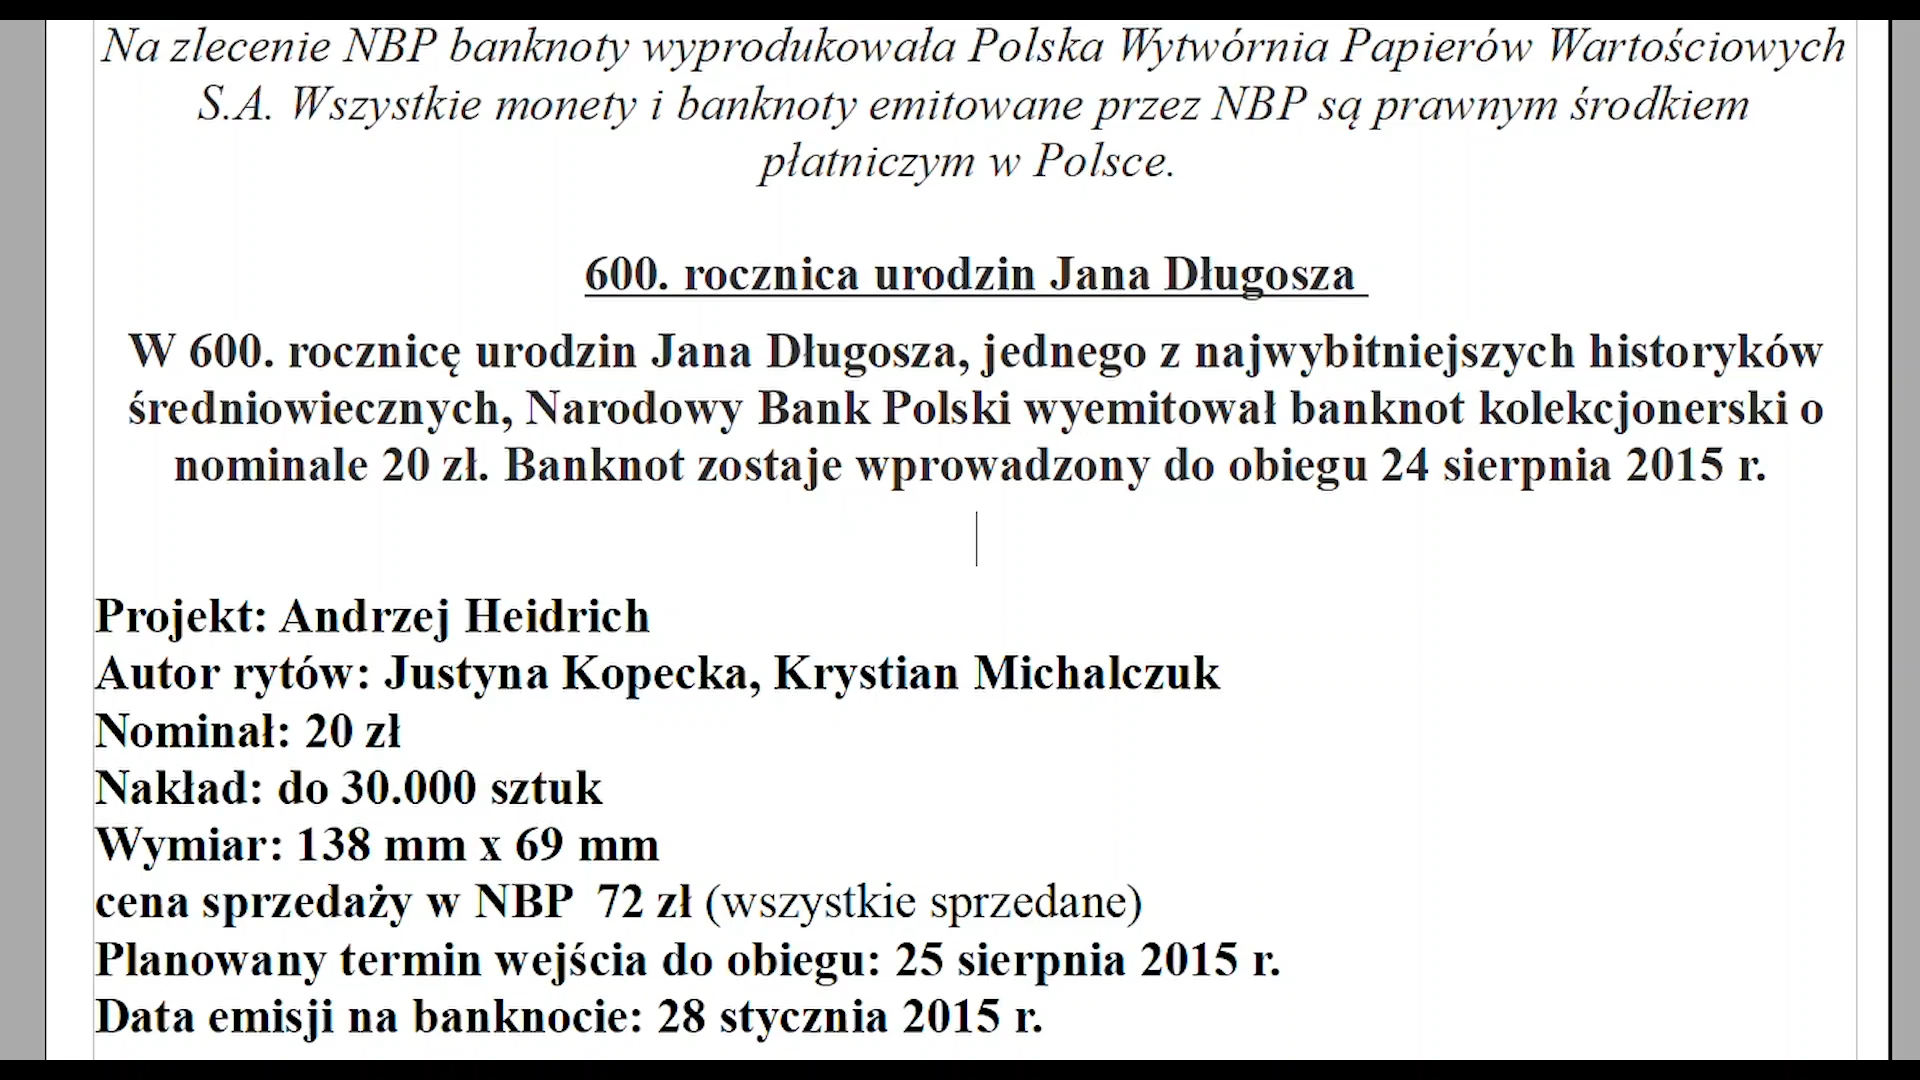 Na zlecenie NBP banknoty wyprodukowała Polska Wytwórnia Papierów Wartościowych
S.A. Wszystkie monety i banknoty emitowane przez NBP są prawnym środkiem
płatniczym w Polsce.
600. rocznica urodzin Jana Długosza
W 600. rocznicę urodzin Jana Długosza, jednego z najwybitniejszych historyków
średniowiecznych, Narodowy Bank Polski wyemitował banknot kolekcjonerski o
nominale 20 zł. Banknot zostaje wprowadzony do obiegu 24 sierpnia 2015 r.
Projekt: Andrzej Heidrich
Autor rytów: Justyna Kopecka, Krystian Michalczuk
Nominał: 20 zł
Nakład: do 30.000 sztuk
Wymiar: 138 mm x 69 mm
cena sprzedaży w NBP  72 zł (wszystkie sprzedane)
Planowany termin wejścia do obiegu: 25 sierpnia 2015 r.
Data emisji na banknocie: 28 stycznia 2015 r.